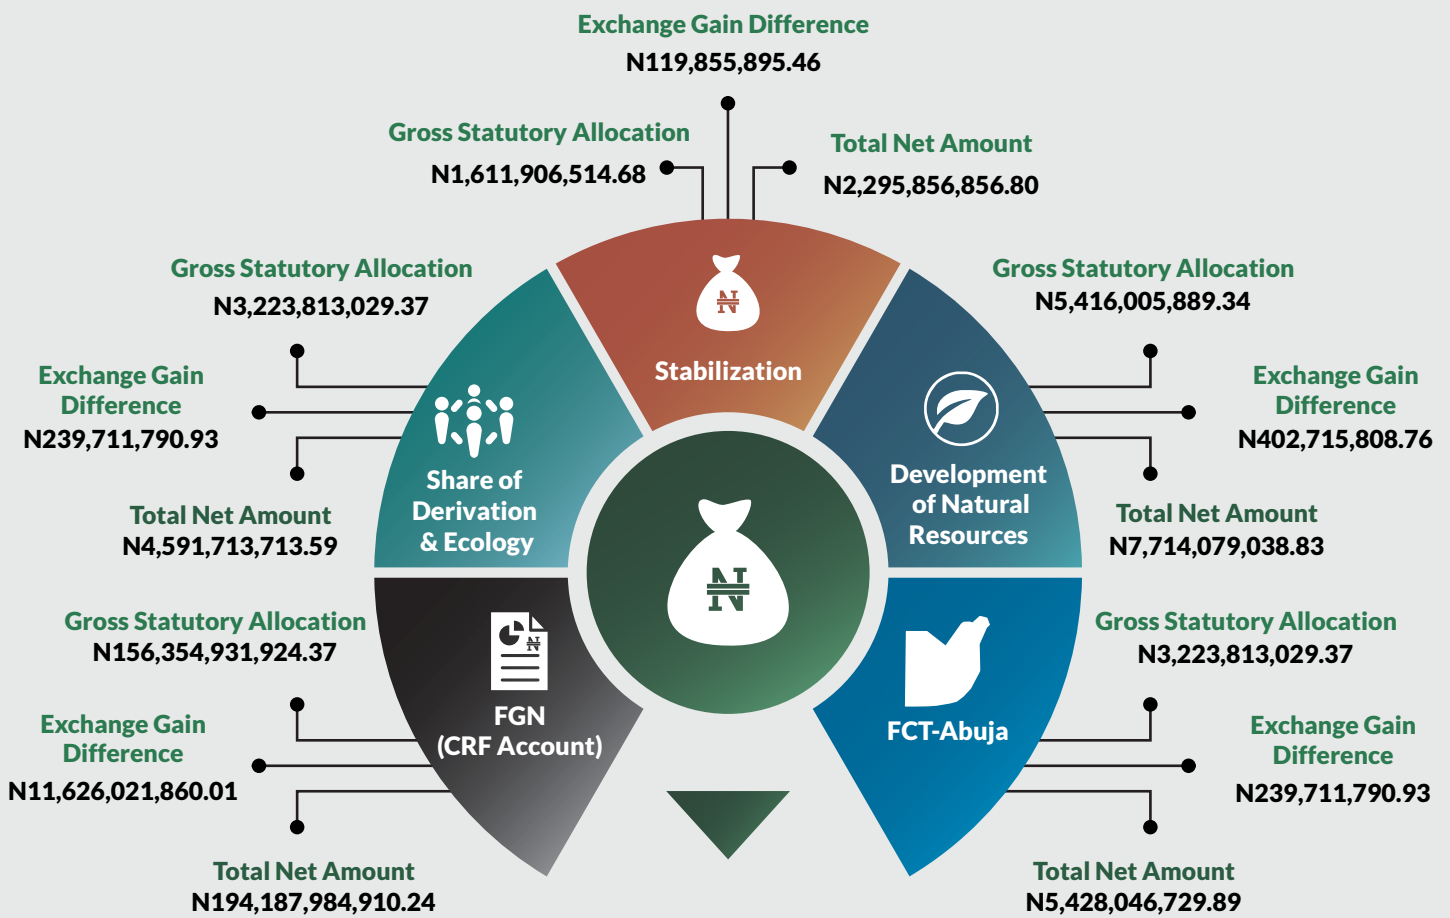 Exchange Gain Difference
N119,855,895.46
Gross Statutory Allocation
N1,611,906,514.68
Total Net Amount
N2,295,856,856.80
Gross Statutory Allocation
N3,223,813,029.37
Exchange Gain
Difference
N239,711,790.93
Total Net Amount
N4,591,713,713.59
Gross Statutory Allocation
N5,416,005,889.34
Exchange Gain
Difference
N402,715,808.76
Total Net Amount
N7,714,079,038.83
₦
Stabilization
Share of
Derivation
& Ecology
Development
of Natural
Resources
₦
Gross Statutory Allocation
N156,354,931,924.37
Exchange Gain
Difference
N11,626,021,860.01
Total Net Amount
N194,187,984,910.24
₦
FGN
(CRF Account)
FCT-Abuja
Gross Statutory Allocation
N3,223,813,029.37
Exchange Gain
Difference
N239,711,790.93
Total Net Amount
N5,428,046,729.89